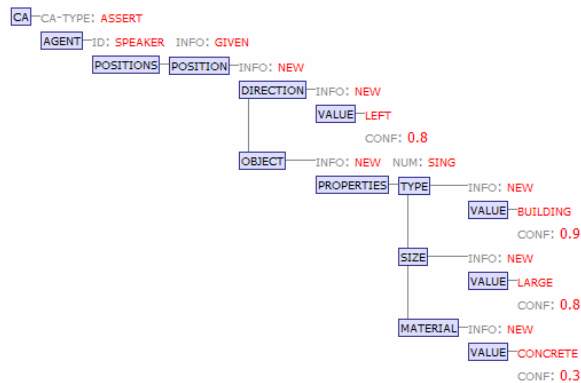 CA CA-TYPE: ASSERT
AGENT ID: SPEAKER INFO: GIVEN
POSITIONS POSITION INFO: NEW
DIRECTION INFO: NEW
VALUE LEFT
CONF: 0.8
OBJECT INFO: NEW NUM: SING
PROPERTIES TYPE INFO: NEW
VALUE BUILDING
CONF: 0.9
SIZE INFO: NEW
VALUE LARGE
CONF: 0.8
MATERIAL INFO: NEW
VALUE CONCRETE
CONF: 0.3